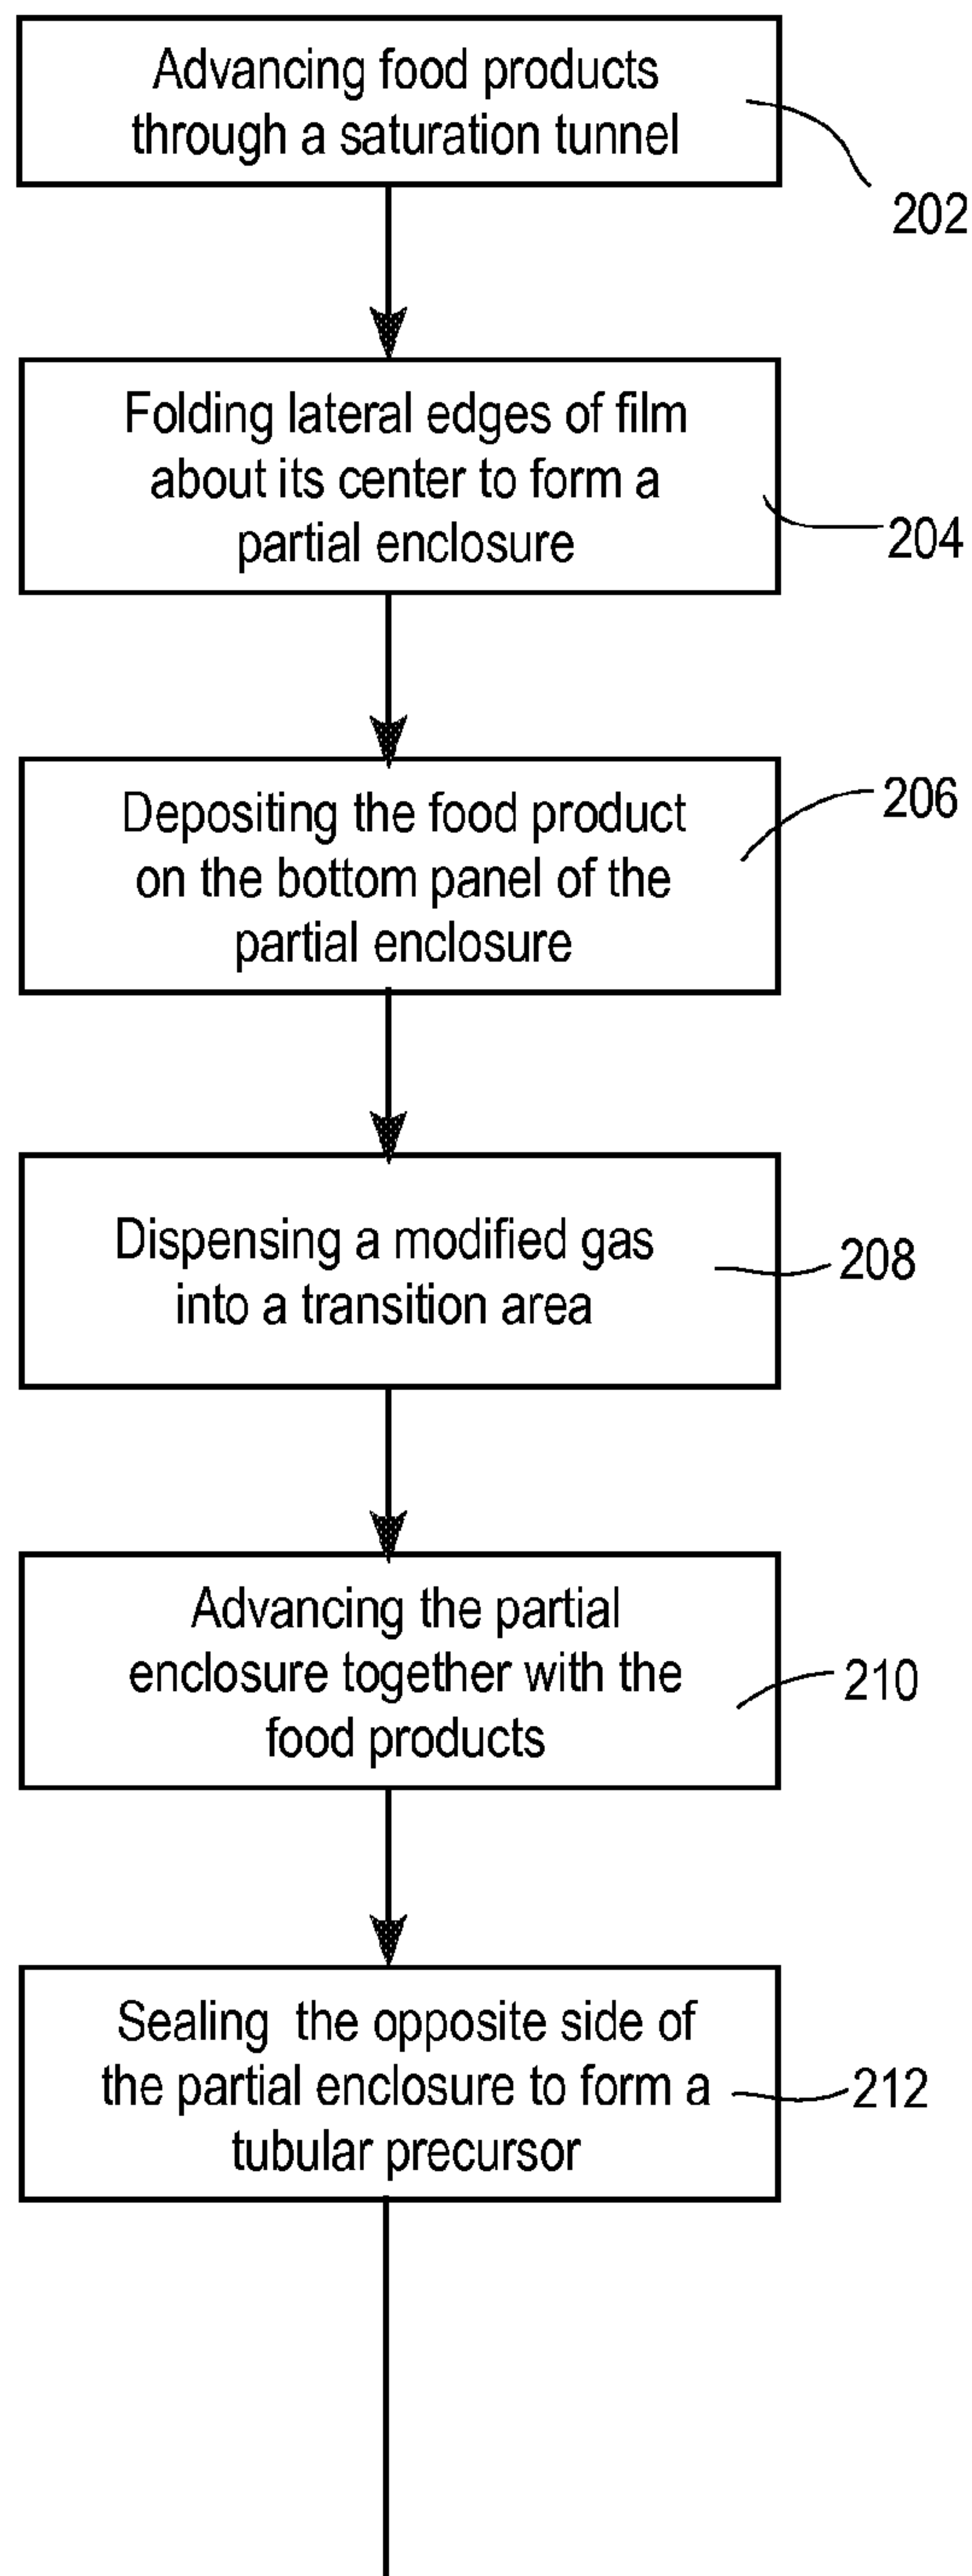 Advancing food products
through a saturation tunnel
202
Folding lateral edges of film
about its center to form a
partial enclosure
204
Depositing the food product
on the bottom panel of the
partial enclosure
206
Dispensing a modified gas
into a transition area
208
Advancing the partial
enclosure together with the
food products
210
Sealing the opposite side of
the partial enclosure to form a
tubular precursor
212